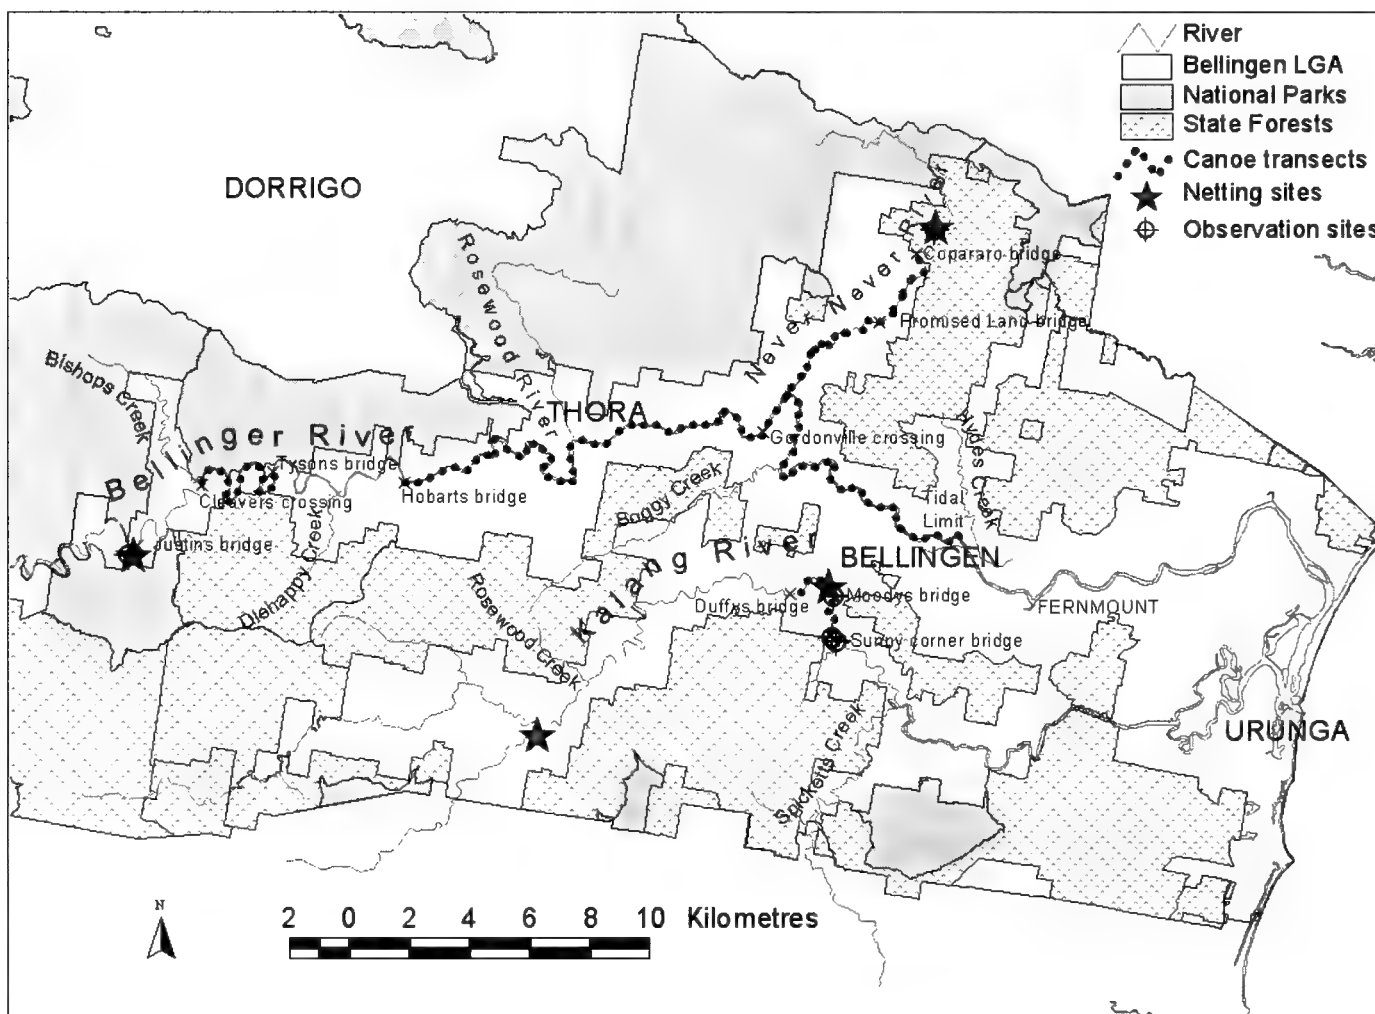 River
Bellingen LGA
National Parks
State Forests
Canoe transects
Netting sites
Observation sites
DORRIGO
Never Never River
Copararo bridge
Rosewood River
Promised Land bridge
Bishops Creek
THORA
Bellinger River
Gordonville crossing
Hydes Creek
Tysons bridge
Cleavers crossing
Hobarts bridge
Boggy Creek
Tidal
Limit
Justins bridge
Kalang River
BELLINGEN
Diehappy Creek
Rosewood Creek
Duffys bridge
Moodys bridge
FERNMOUNT
Sunny corner bridge
Spicketts Creek
URUNGA
N
2 0 2 4 6 8 10 Kilometres